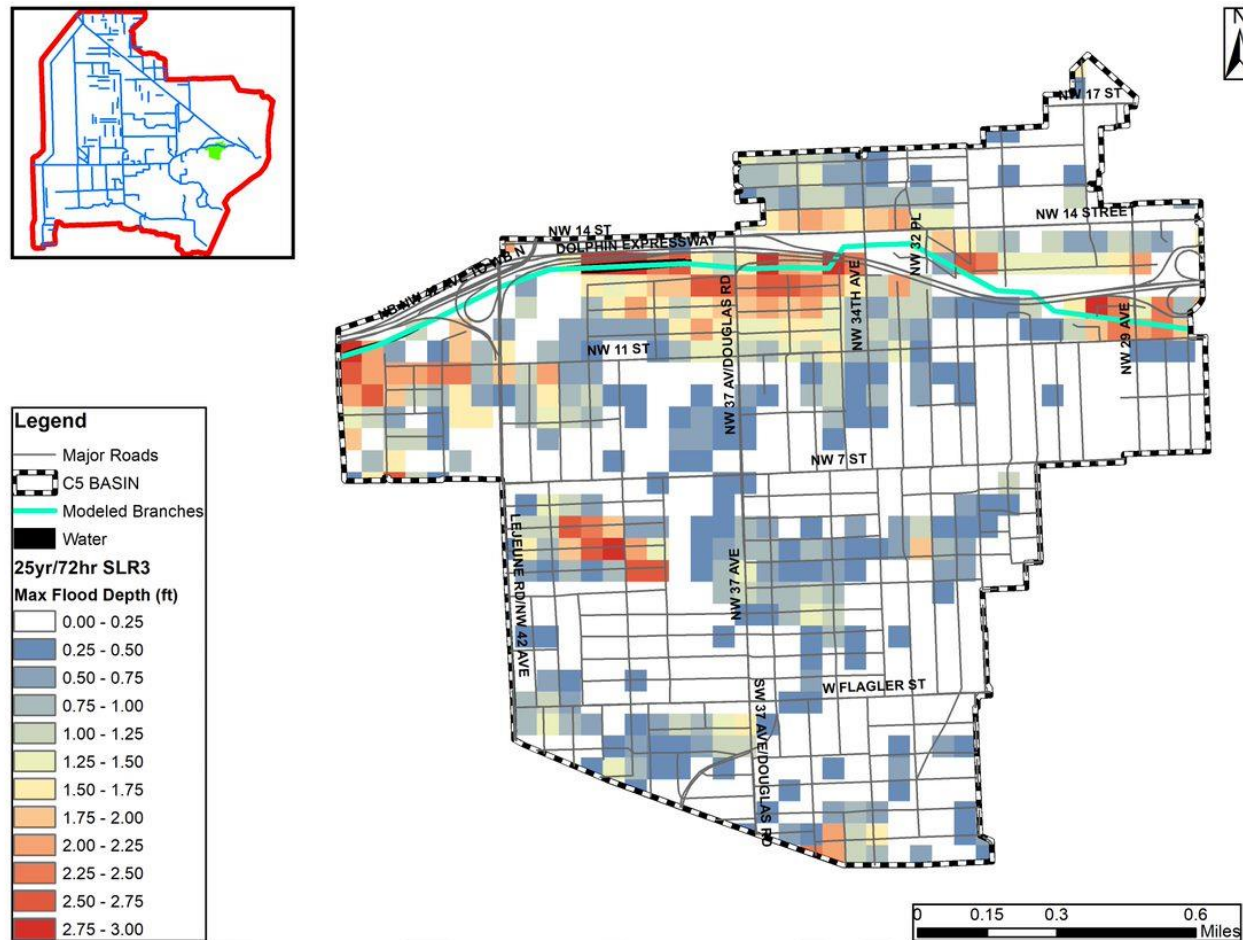 N
NW 17 ST
NW 14 STREET
NW 14 ST
DOLPHIN EXPRESSWAY
NW 32 PL
NW 37 AV/DOUGLAS RD
NW 34TH AVE
NW 29 AVE
NW 11 ST
NW 7 ST
LEJEUNE RD/NW 42 AVE
NW 37 AVE
W FLAGLER ST
SW 37 AVE/DOUGLAS RD
Legend
Major Roads
C5 BASIN
Modeled Branches
Water
25yr/72hr SLR3
Max Flood Depth (ft)
0.00 - 0.25
0.25 - 0.50
0.50 - 0.75
0.75 - 1.00
1.00 - 1.25
1.25 - 1.50
1.50 - 1.75
1.75 - 2.00
2.00 - 2.25
2.25 - 2.50
2.50 - 2.75
2.75 - 3.00
0 0.15 0.3 0.6
Miles